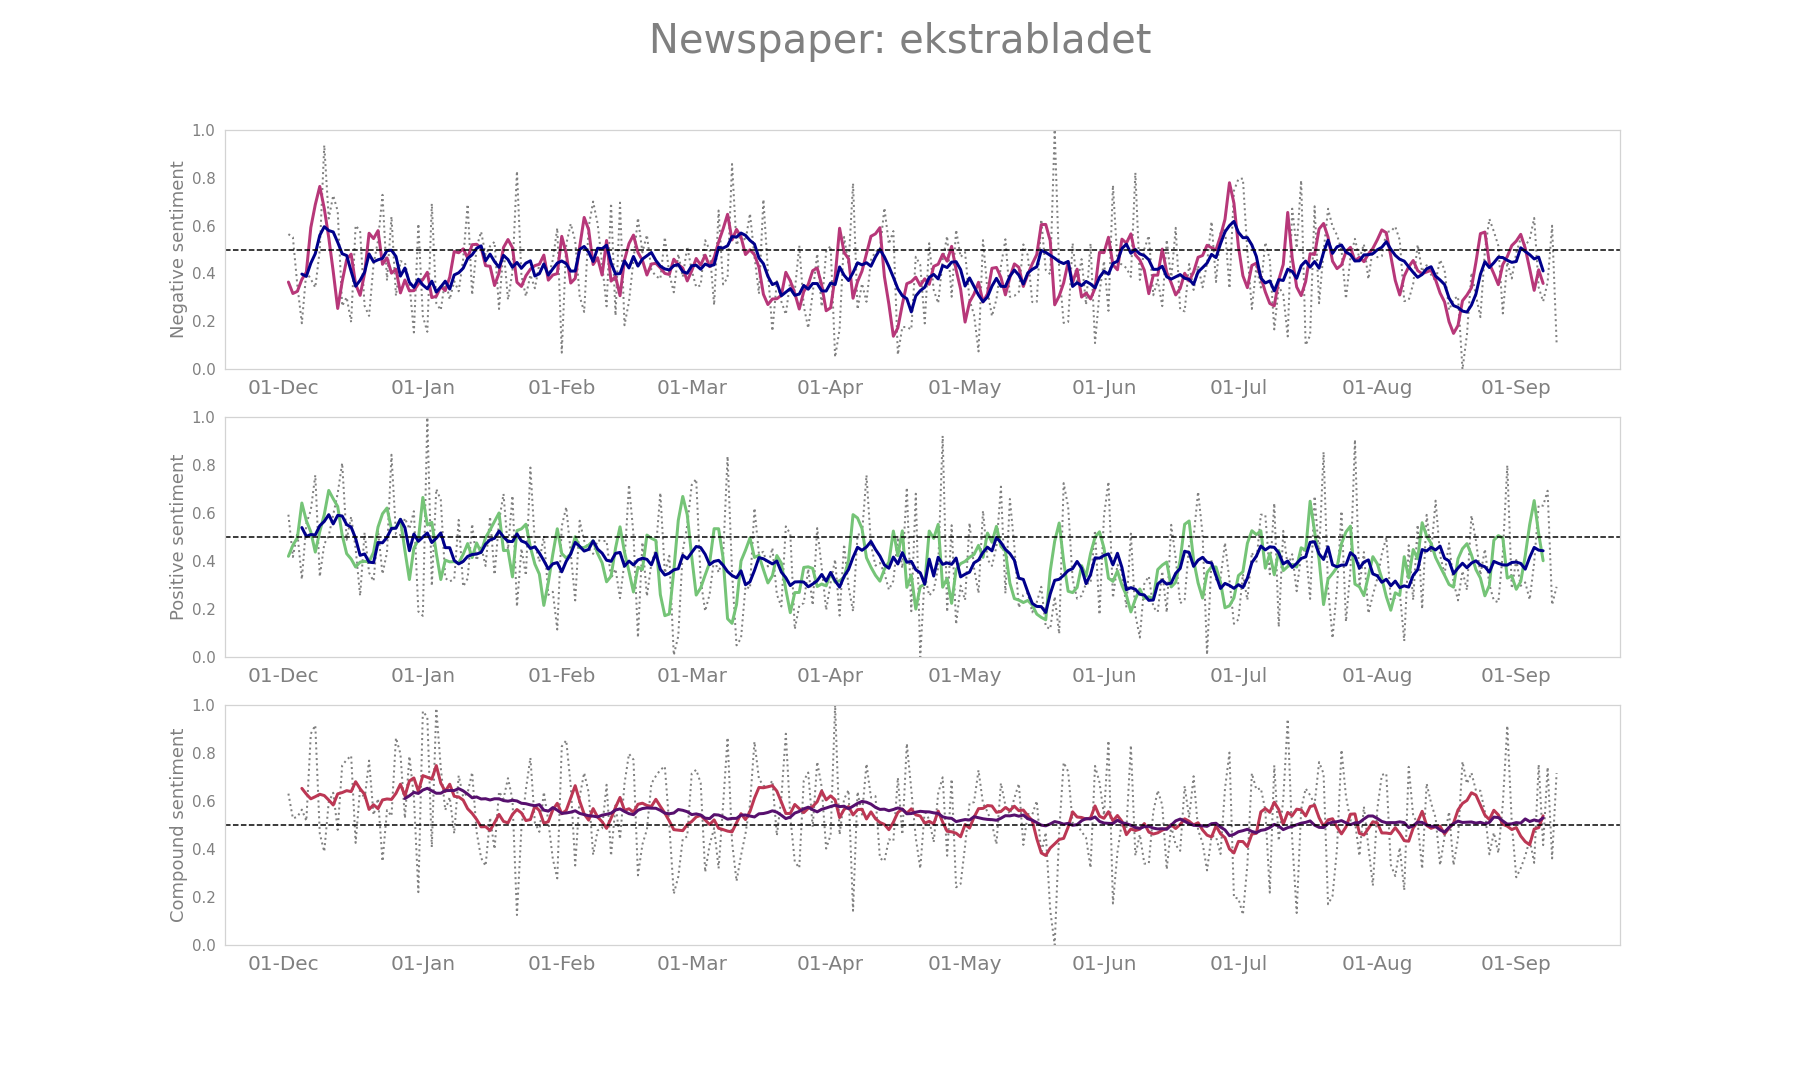 Newspaper: ekstrabladet
Negative sentiment
1.0
0.8
0.6
0.4
0.2
0.0
01-Dec 01-Jan 01-Feb 01-Mar 01-Apr 01-May 01-Jun 01-Jul 01-Aug 01-Sep
Positive sentiment
1.0
0.8
0.6
0.4
0.2
0.0
01-Dec 01-Jan 01-Feb 01-Mar 01-Apr 01-May 01-Jun 01-Jul 01-Aug 01-Sep
Compound sentiment
1.0
0.8
0.6
0.4
0.2
0.0
01-Dec 01-Jan 01-Feb 01-Mar 01-Apr 01-May 01-Jun 01-Jul 01-Aug 01-Sep